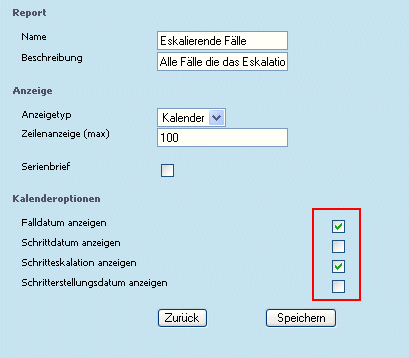 Report
Name Eskalierende Fälle
Beschreibung Alle Fälle die das Eskalatio
Anzeige
Anzeigetyp Kalender
Zeilenanzeige (max) 100
Serienbrief
Kalenderoptionen
Falldatum anzeigen
Schrittdatum anzeigen
Schritteskalation anzeigen
Schritterstellungsdatum anzeigen
Zurück Speichern